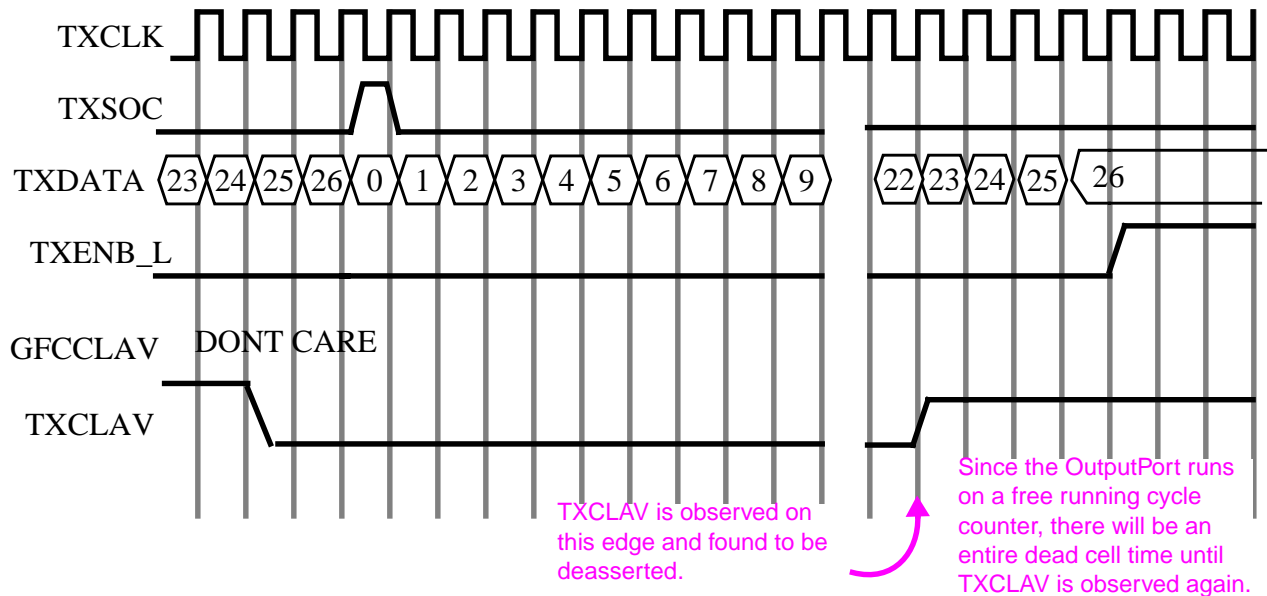 TXCLK
TXSOC
TXDATA 23 24 25 26 0 1 2 3 4 5 6 7 8 9 22 23 24 25 26
TXENB_L
GFCCLAV DONT CARE
TXCLAV
TXCLAV is observed on
this edge and found to be
deasserted.
Since the OutputPort runs
on a free running cycle
counter, there will be an
entire dead cell time until
TXCLAV is observed again.